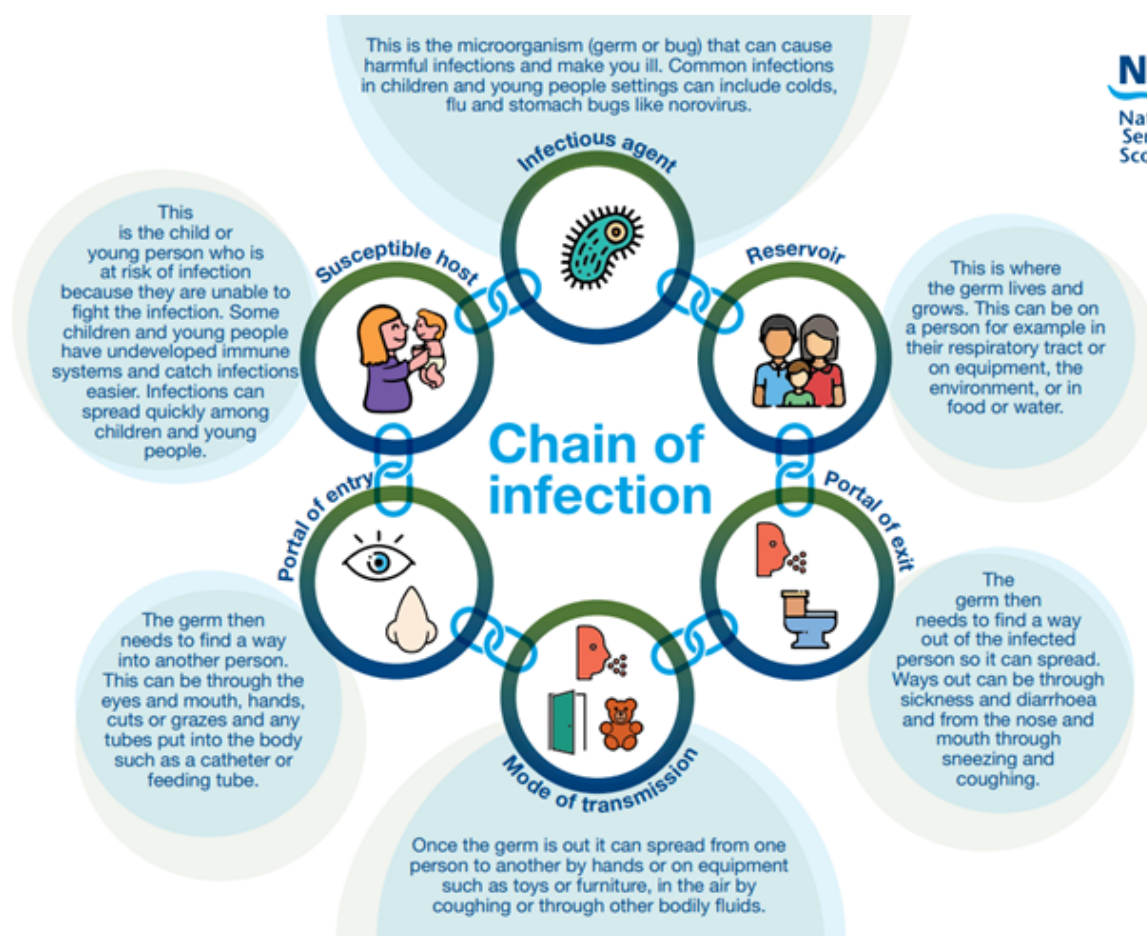 This is the microorganism (germ or bug) that can cause
harmful infections and make you ill. Common infections
in children and young people settings can include colds,
flu and stomach bugs like norovirus.
Infectious agent
Reservoir
This is where
the germ lives and
grows. This can be on
a person for example in
their respiratory tract or
on equipment, the
environment, or in
food or water.
Portal of exit
The
germ then
needs to find a way
out of the infected
person so it can spread.
Ways out can be through
sickness and diarrhoea
and from the nose and
mouth through
sneezing and
coughing.
Mode of transmission
Once the germ is out it can spread from one
person to another by hands or on equipment
such as toys or furniture, in the air by
coughing or through other bodily fluids.
Portal of entry
The germ then
needs to find a way
into another person.
This can be through the
eyes and mouth, hands,
cuts or grazes and any
tubes put into the body
such as a catheter or
feeding tube.
Susceptible host
This
is the child or
young person who is
at risk of infection
because they are unable to
fight the infection. Some
children and young people
have undeveloped immune
systems and catch infections
easier. Infections can
spread quickly among
children and young
people.
Chain of
infection